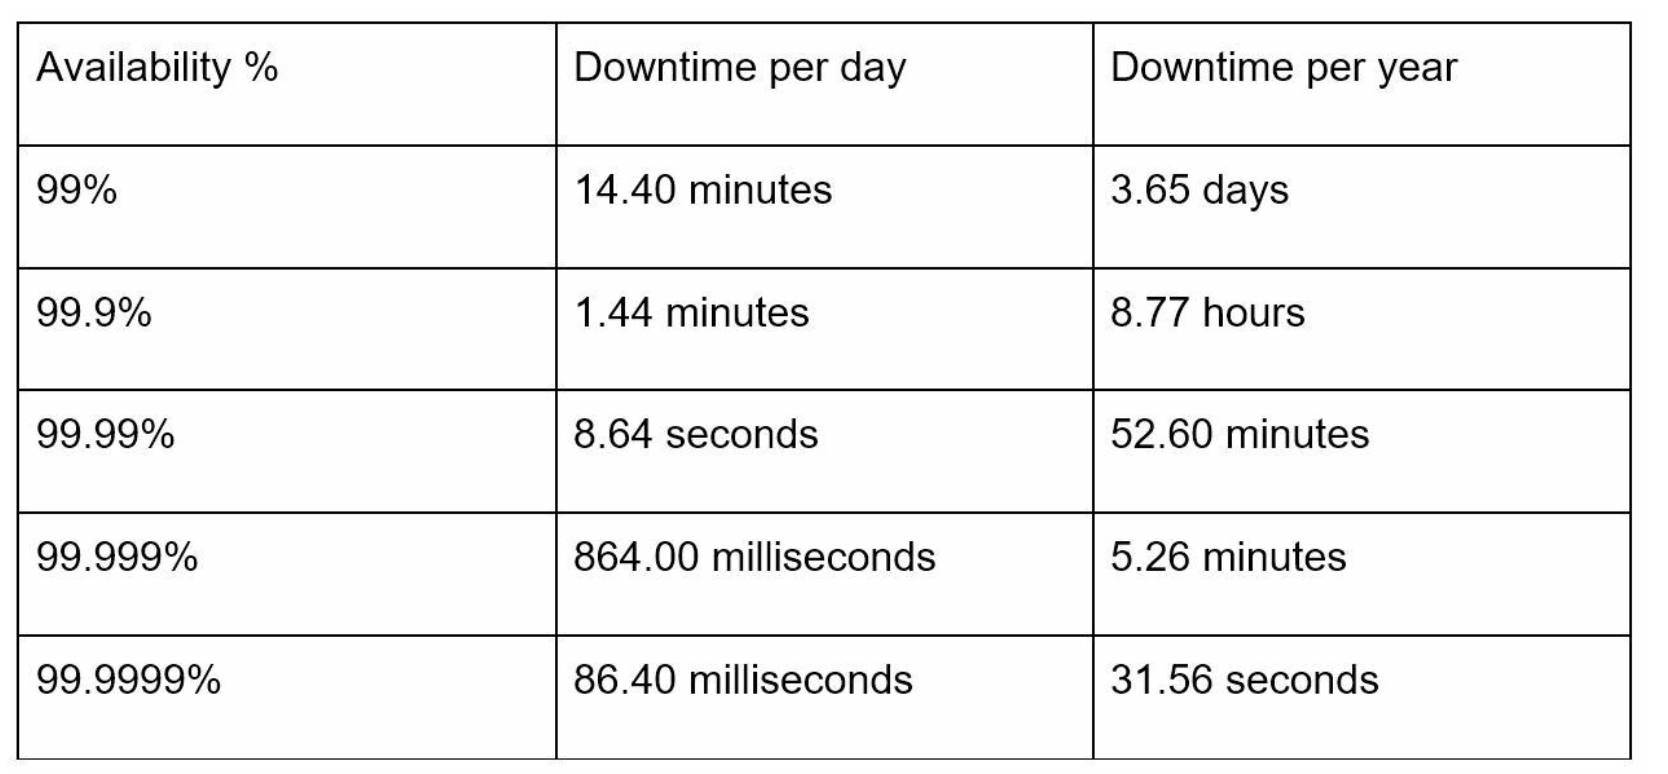 Availability % Downtime per day Downtime per year
99% 14.40 minutes 3.65 days
99.9% 1.44 minutes 8.77 hours
99.99% 8.64 seconds 52.60 minutes
99.999% 864.00 milliseconds 5.26 minutes
99.9999% 86.40 milliseconds 31.56 seconds